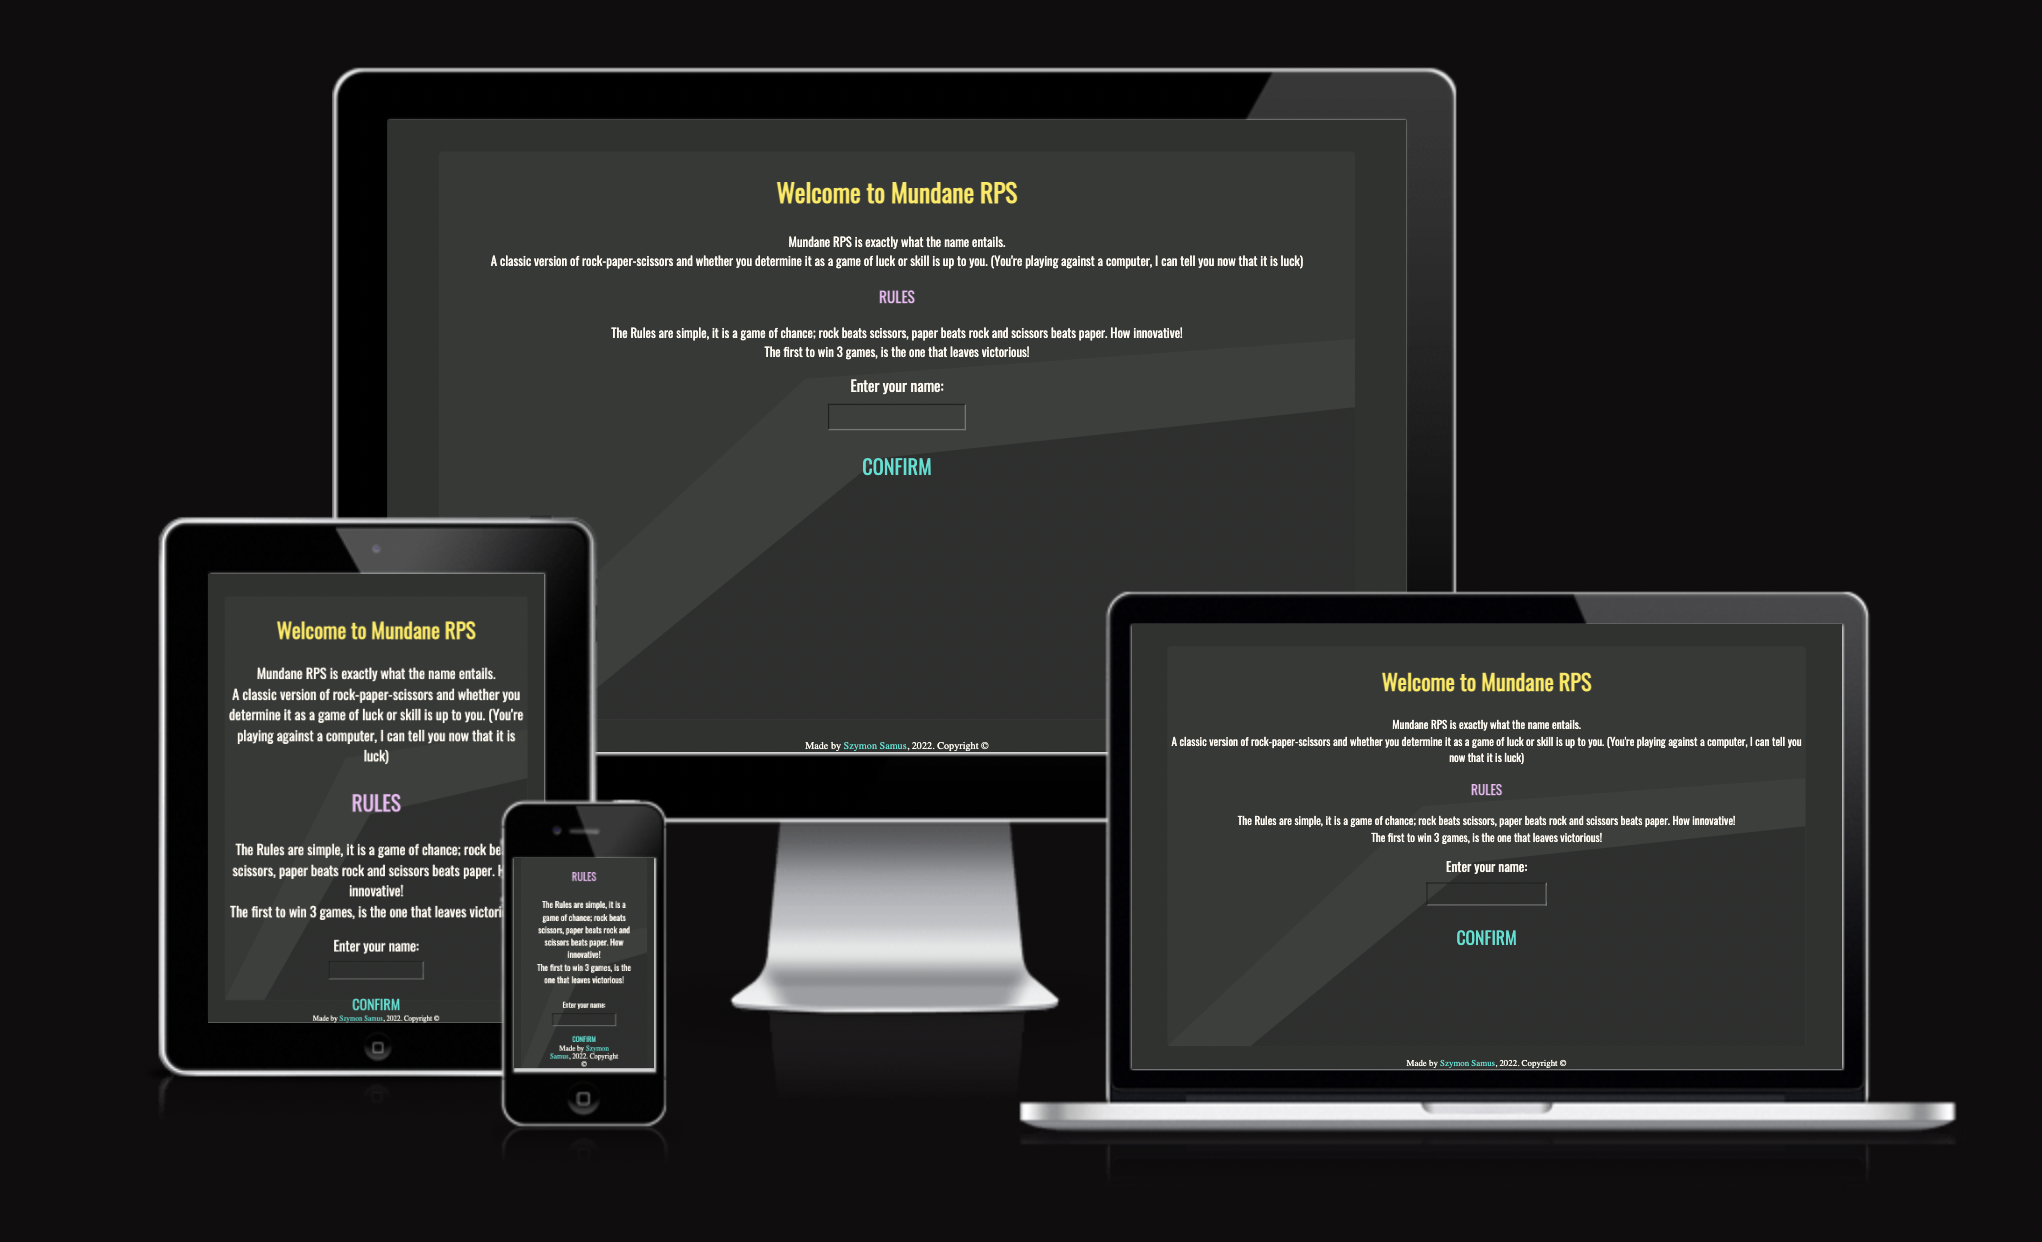 Welcome to Mundane RPS
Mundane RPS is exactly what the name entails.
A classic version of rock-paper-scissors and whether you determine it as a game of luck or skill is up to you. (You're playing against a computer, I can tell you now that it is luck)
RULES
The Rules are simple, it is a game of chance; rock beats scissors, paper beats rock and scissors beats paper. How innovative!
The first to win 3 games, is the one that leaves victorious!
Enter your name:
CONFIRM
Made by Szymon Samus, 2022. Copyright ©
Welcome to Mundane RPS
Mundane RPS is exactly what the name entails.
A classic version of rock-paper-scissors and whether you
determine it as a game of luck or skill is up to you. (You're
playing against a computer, I can tell you now that it is
luck)
RULES
The Rules are simple, it is a game of chance; rock
scissors, paper beats rock and scissors beats paper.
innovative!
The first to win 3 games, is the one that leaves
Enter your name:
CONFIRM
Made by Szymon Samus, 2022. Copyright ©
RULES
The Rules are simple, it is a
game of chance; rock beats
scissors, paper beats rock and
scissors beats paper. How
innovative!
The first to win 3 games, is the
one that leaves victorious!
Enter your name:
CONFIRM
Made by Szymon
Samus, 2022. Copyright
©
Welcome to Mundane RPS
Mundane RPS is exactly what the name entails.
A classic version of rock-paper-scissors and whether you determine it as a game of luck or skill is up to you. (You're playing against a computer, I can tell you
now that it is luck)
RULES
The Rules are simple, it is a game of chance; rock beats scissors, paper beats rock and scissors beats paper. How innovative!
The first to win 3 games, is the one that leaves victorious!
Enter your name:
CONFIRM
Made by Szymon Samus, 2022. Copyright ©